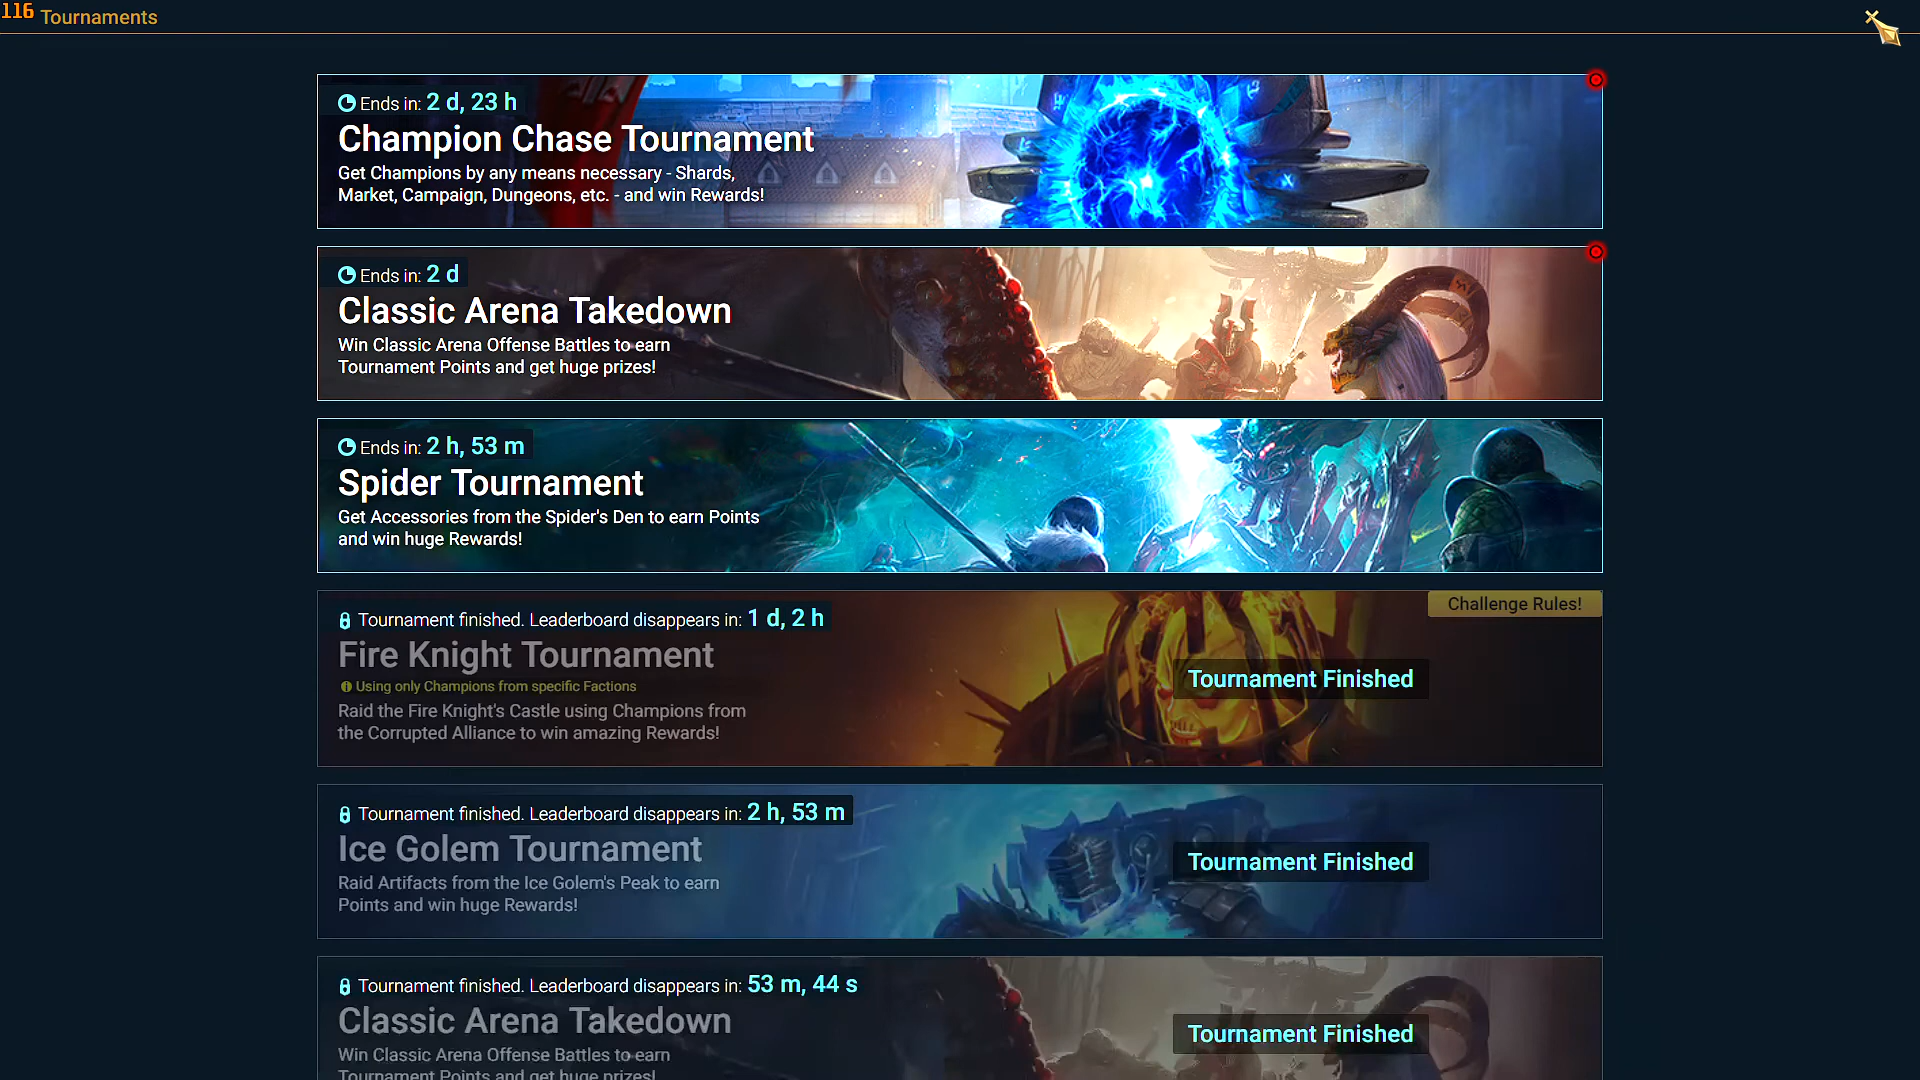 116 Tournaments
Ends in: 2 d, 23 h
Champion Chase Tournament
Get Champions by any means necessary - Shards,
Market, Campaign, Dungeons, etc. - and win Rewards!
Ends in: 2 d
Classic Arena Takedown
Win Classic Arena Offense Battles to earn
Tournament Points and get huge prizes!
Ends in: 2 h, 53 m
Spider Tournament
Get Accessories from the Spider's Den to earn Points
and win huge Rewards!
Tournament finished. Leaderboard disappears in: 1 d, 2 h
Challenge Rules!
Fire Knight Tournament
Using only Champions from specific Factions
Raid the Fire Knight's Castle using Champions from
the Corrupted Alliance to win amazing Rewards!
Tournament Finished
Tournament finished. Leaderboard disappears in: 2 h, 53 m
Ice Golem Tournament
Raid Artifacts from the Ice Golem's Peak to earn
Points and win huge Rewards!
Tournament Finished
Tournament finished. Leaderboard disappears in: 53 m, 44 s
Classic Arena Takedown
Win Classic Arena Offense Battles to earn
Tournament Points and get huge prizes!
Tournament Finished